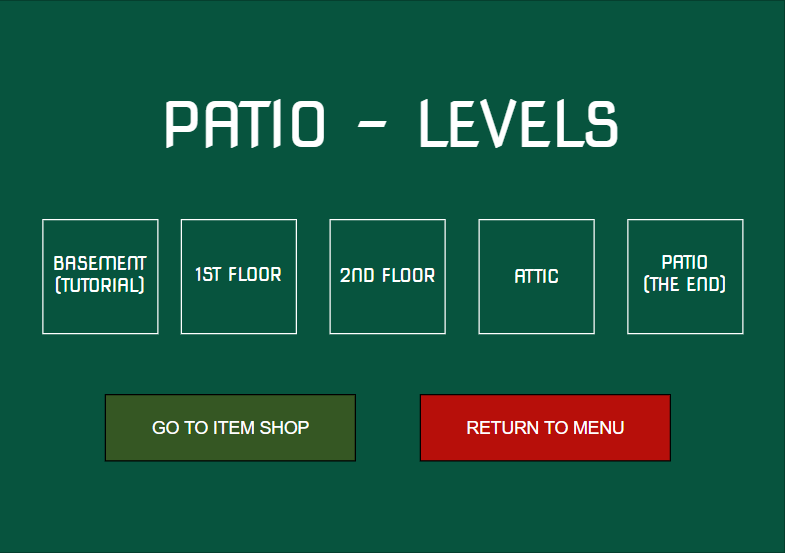 PATIO - LEVELS
BASEMENT
(TUTORIAL)
1ST FLOOR
2ND FLOOR
ATTIC
PATIO
(THE END)
GO TO ITEM SHOP
RETURN TO MENU